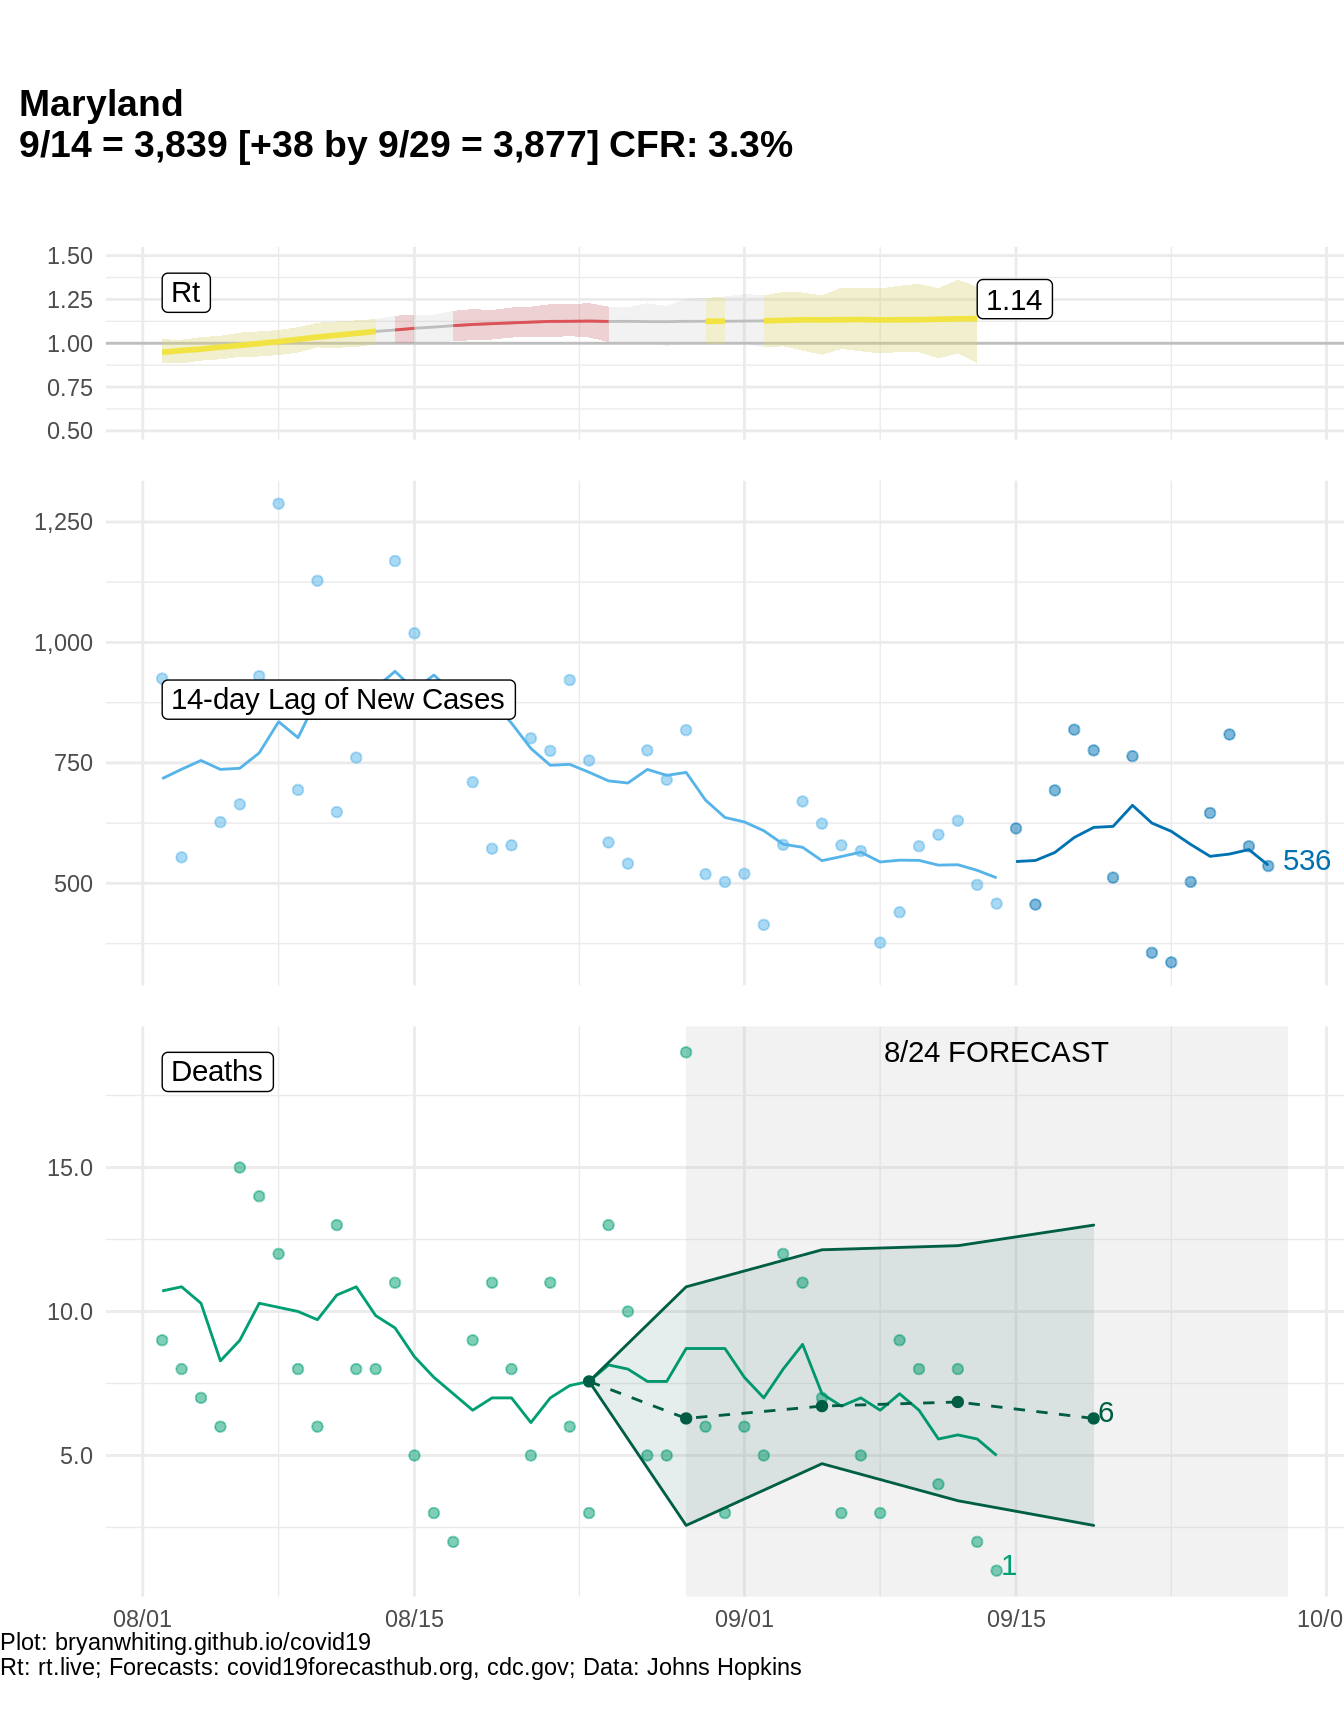 Maryland
9/14 = 3,839 [+38 by 9/29 = 3,877] CFR: 3.3%
1.50
Rt
1.25
1.14
1.00
0.75
0.50
1,250
1,000
14-day Lag of New Cases
750
536
500
8/24 FORECAST
Deaths
15.0
10.0
6
5.0
1
08/01
08/15
09/01
09/15
10/0
Plot: bryanwhiting.github.io/covid19
Rt: rt.live; Forecasts: covid19forecasthub.org, cdc.gov; Data: Johns Hopkins